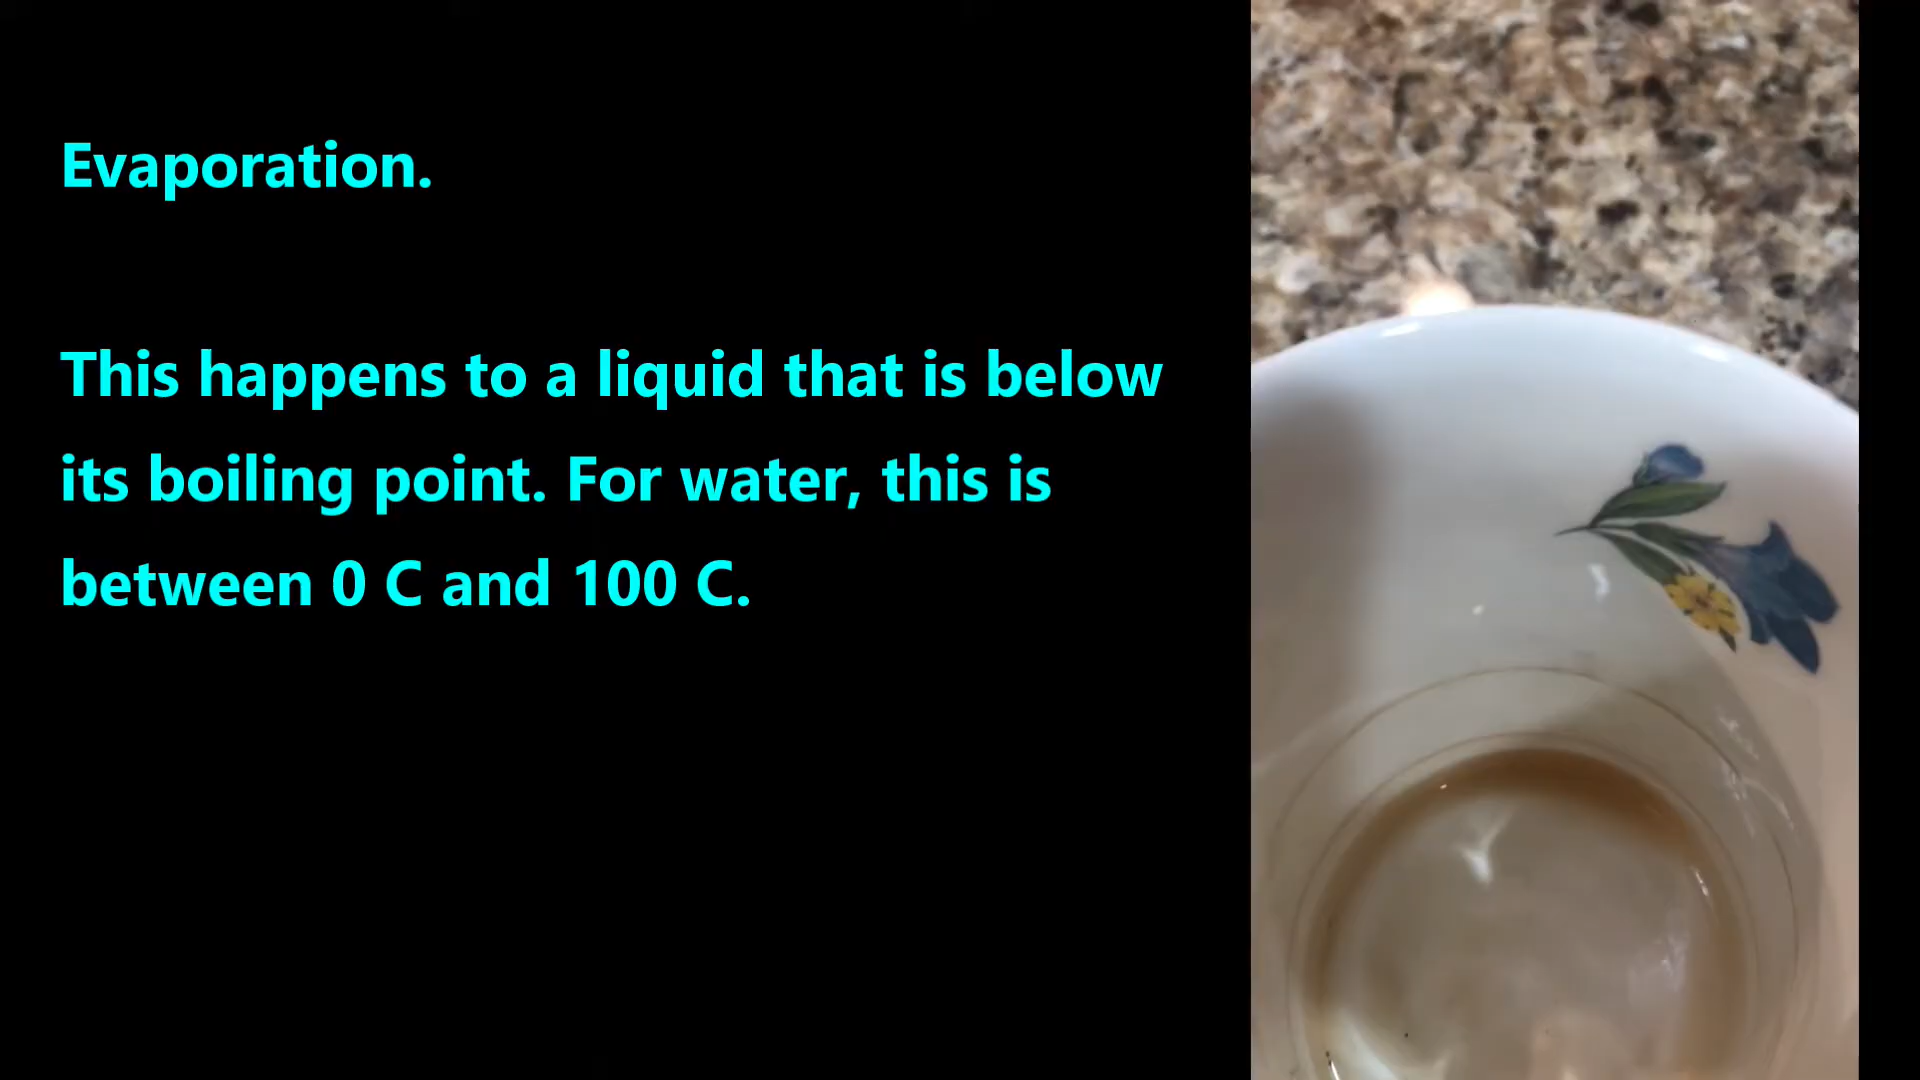 Evaporation.
This happens to a liquid that is below
its boiling point. For water, this is
between 0 C and 100 C.